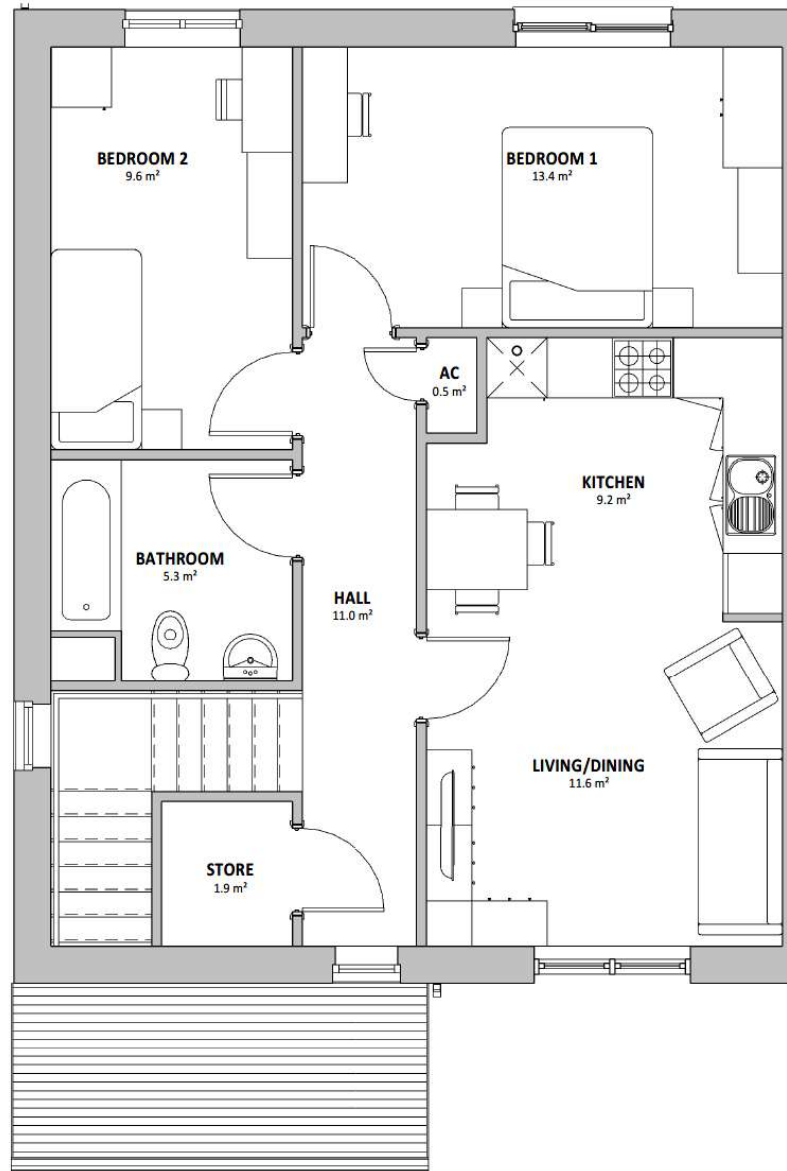 BEDROOM 2
9.6 m²
BEDROOM 1
13.4 m²
AC
0.5 m²
KITCHEN
9.2 m²
BATHROOM
5.3 m²
HALL
11.0 m²
LIVING/DINING
11.6 m²
STORE
1.9 m²